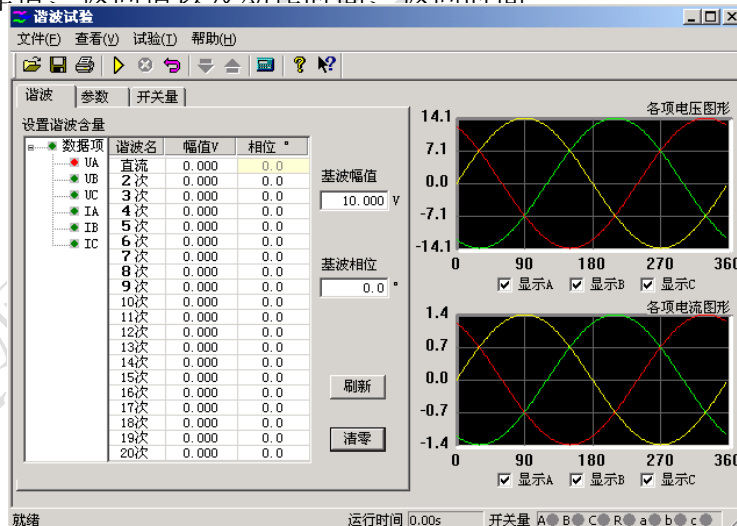 谐波试验
文件(F) 查看(V) 试验(T) 帮助(H)
谐波 参数 开关量
设置谐波含量
数据项
UA
UB
UC
IA
IB
IC
谐波名 幅值V 相位 °
直流 0.000 0.0
2次 0.000 0.0
3次 0.000 0.0
4次 0.000 0.0
5次 0.000 0.0
6次 0.000 0.0
7次 0.000 0.0
8次 0.000 0.0
9次 0.000 0.0
10次 0.000 0.0
11次 0.000 0.0
12次 0.000 0.0
13次 0.000 0.0
14次 0.000 0.0
15次 0.000 0.0
16次 0.000 0.0
17次 0.000 0.0
18次 0.000 0.0
19次 0.000 0.0
20次 0.000 0.0
基波幅值
10.000 V
基波相位
0.0 °
刷新
清零
各项电压图形
14.1
7.1
0.0
-7.1
-14.1
0 90 180 270 360
显示A 显示B 显示C
各项电流图形
1.4
0.7
0.0
-0.7
-1.4
0 90 180 270 360
显示A 显示B 显示C
就绪 运行时间 0.00s 开关量 A B C R a b c